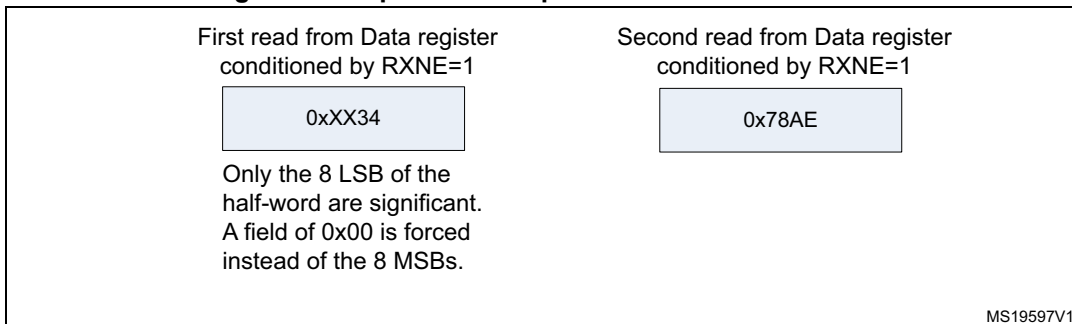 First read from Data register
conditioned by RXNE=1
0xXX34
Only the 8 LSB of the
half-word are significant.
A field of 0x00 is forced
instead of the 8 MSBs.
Second read from Data register
conditioned by RXNE=1
0x78AE
MS19597V1